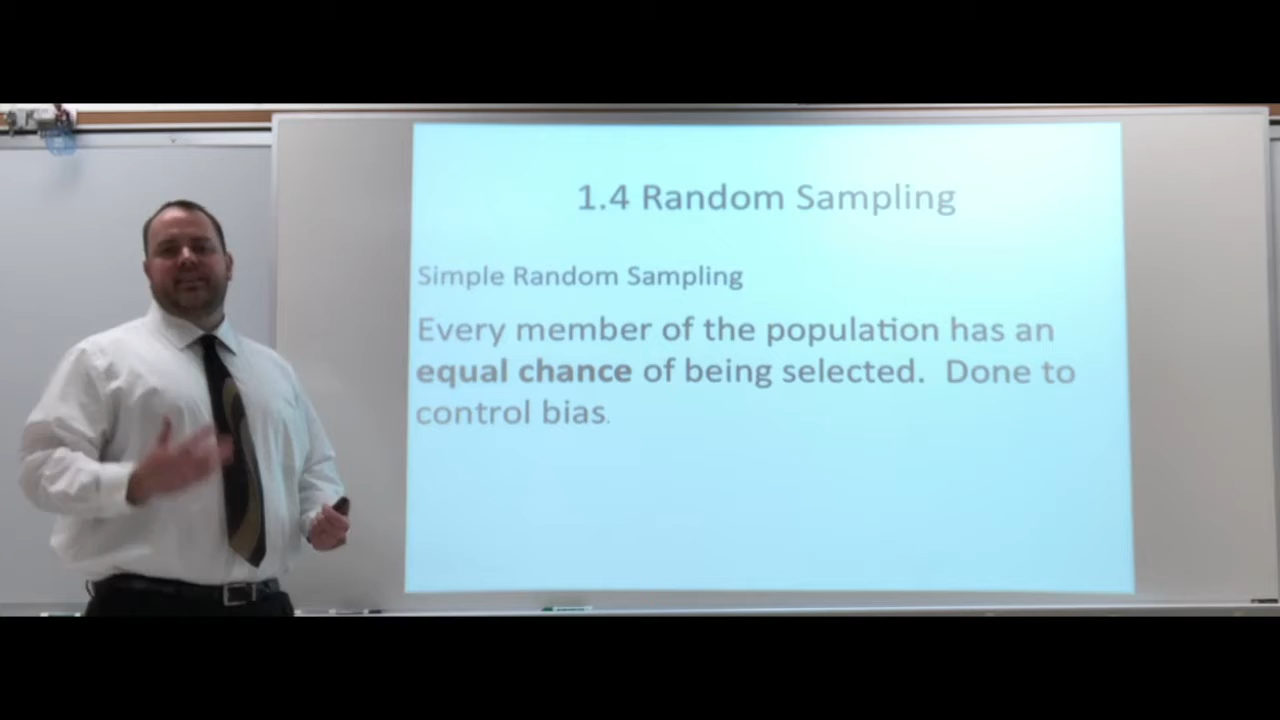 1.4 Random Sampling
Simple Random Sampling
Every member of the population has an
equal chance of being selected.  Done to
control bias.